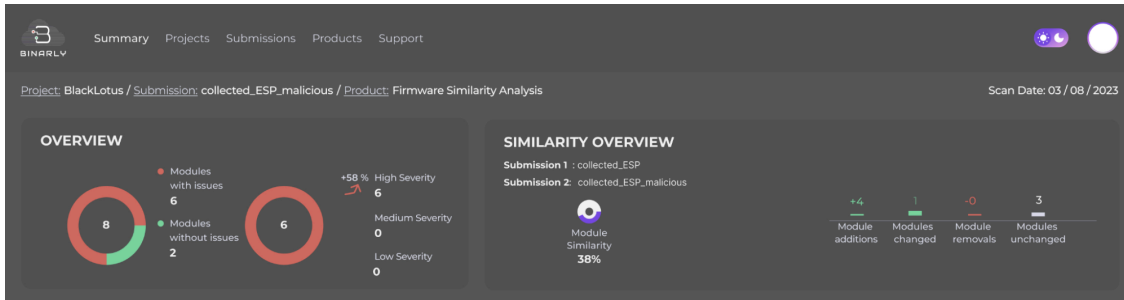 BINARLY
Summary Projects Submissions Products Support
Project: BlackLotus / Submission: collected_ESP_malicious / Product: Firmware Similarity Analysis
Scan Date: 03 / 08 / 2023
OVERVIEW
8
Modules
with issues
6
Modules
without issues
2
6
+58 %
High Severity
6
Medium Severity
0
Low Severity
0
SIMILARITY OVERVIEW
Submission 1 : collected_ESP
Submission 2: collected_ESP_malicious
Module
Similarity
38%
+4
Module
additions
1
Modules
changed
-0
Module
removals
3
Modules
unchanged